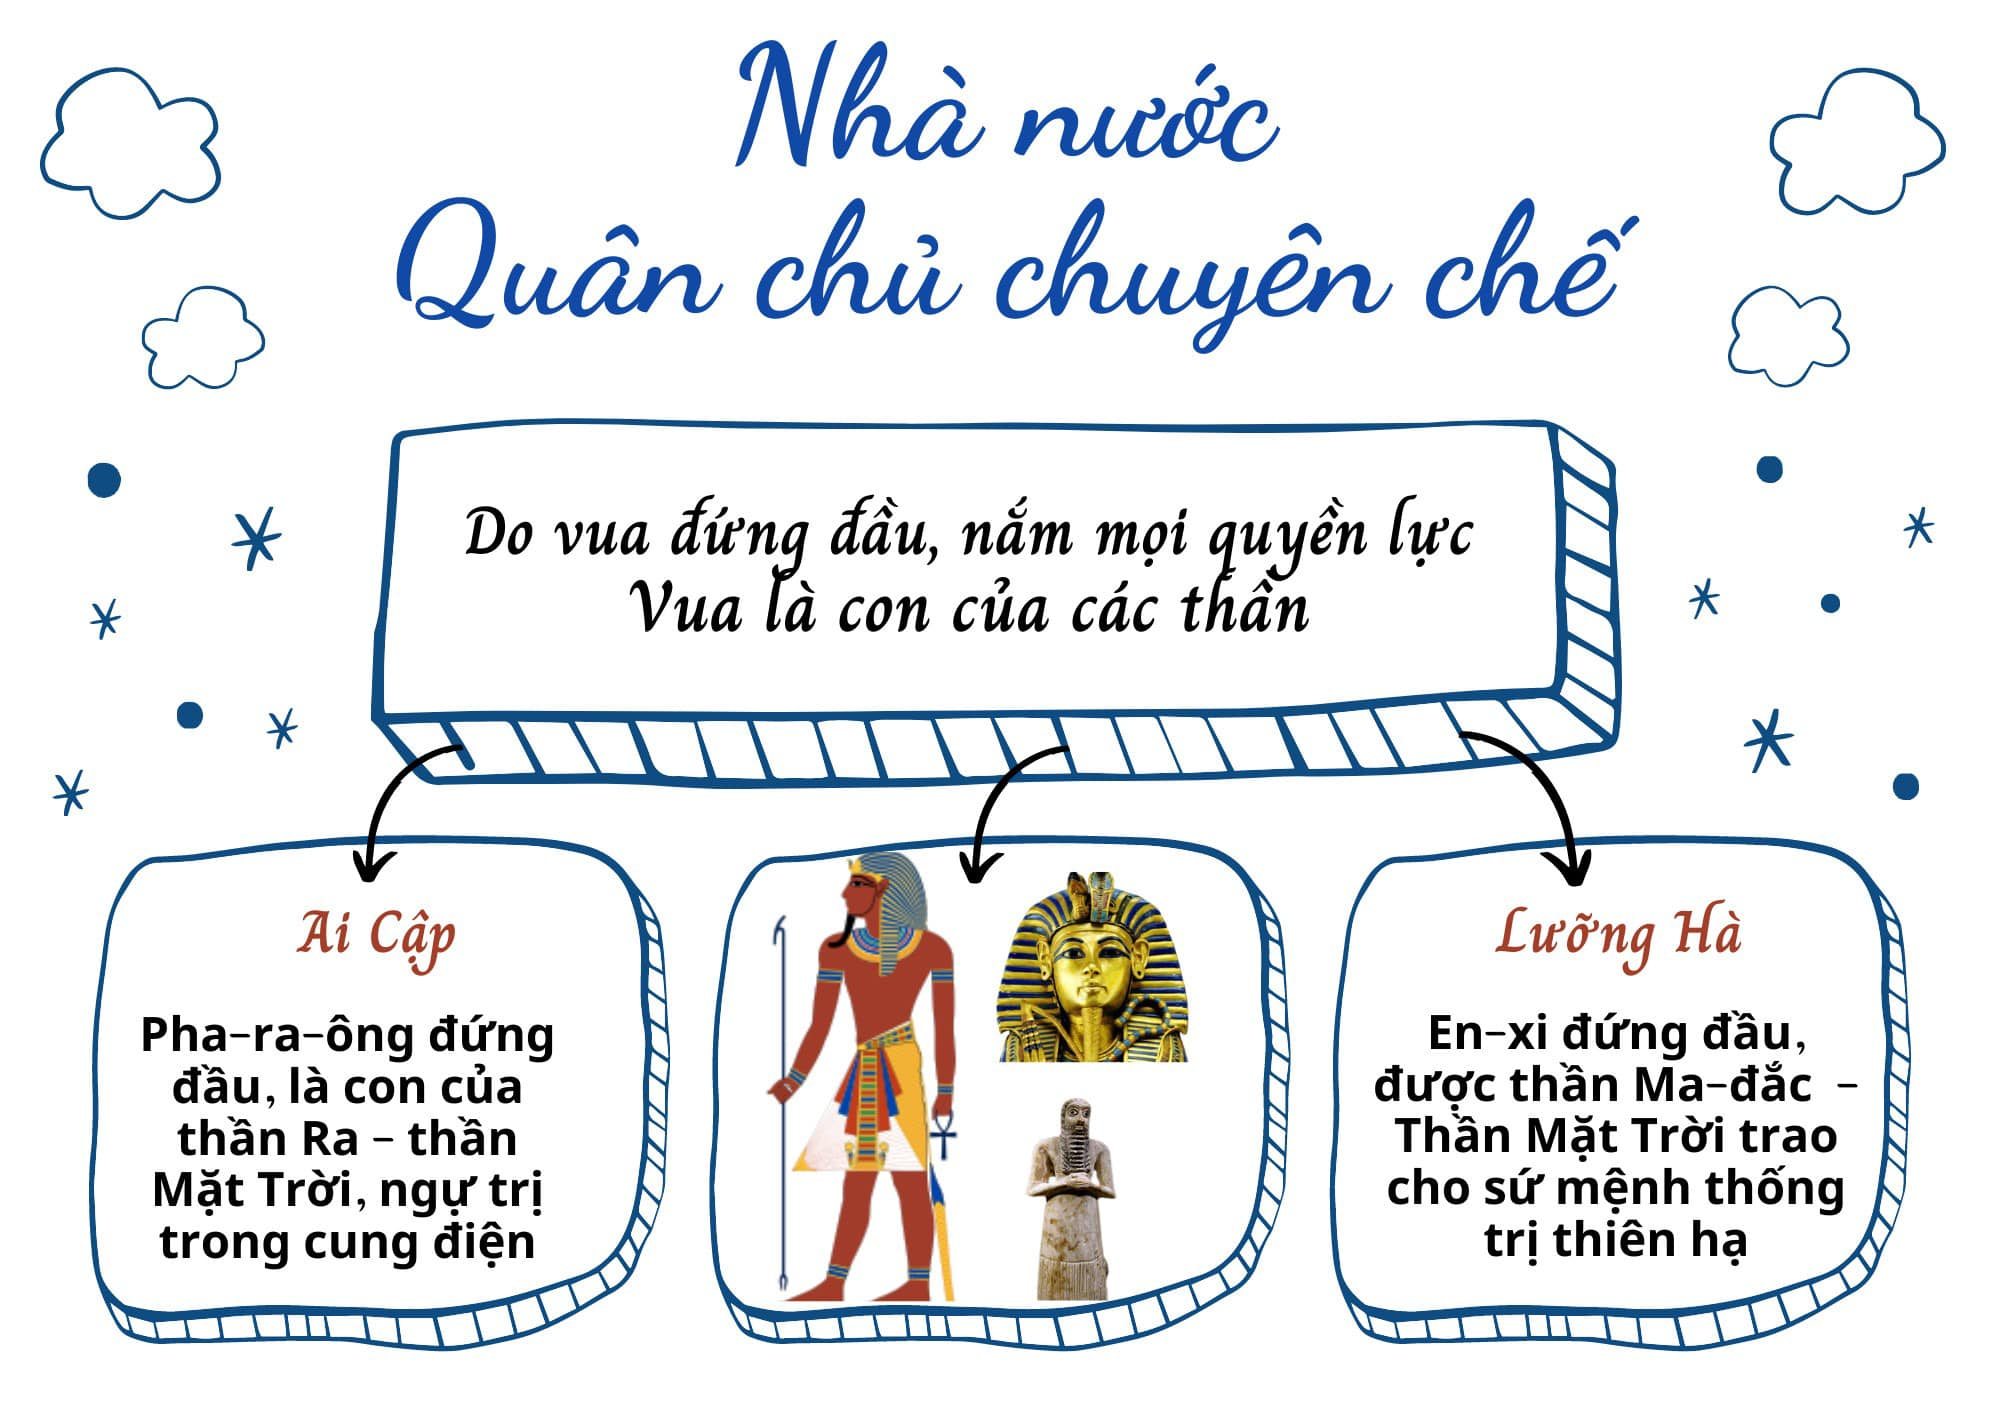 Nhà nước
Quân chủ chuyên chế
Do vua đứng đầu, nắm mọi quyền lực
Vua là con của các thần
Ai Cập
Pha-ra-ông đứng
đầu, là con của
thần Ra - thần
Mặt Trời, ngự trị
trong cung điện
Lưỡng Hà
En-xi đứng đầu,
được thần Ma-đắc -
Thần Mặt Trời trao
cho sứ mệnh thống
trị thiên hạ